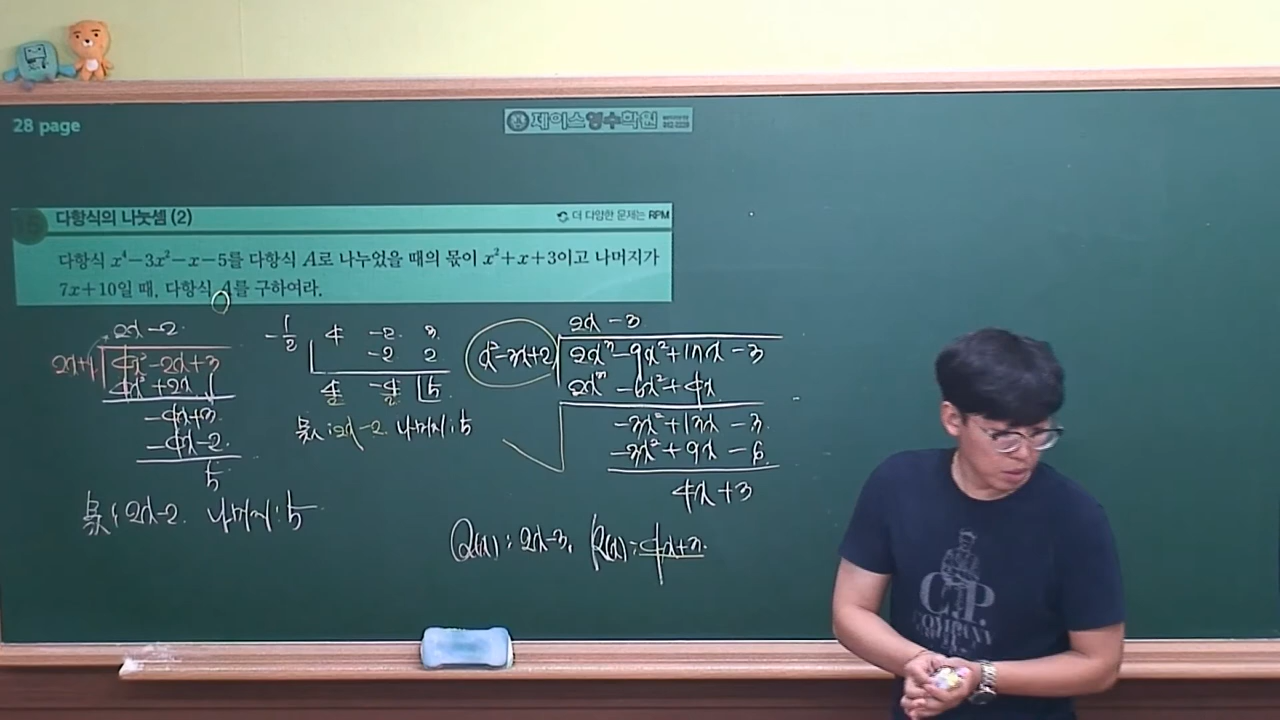 28 page
제이스영수학원
다항식의 나눗셈 (2)
더 다양한 문제는 RPM
다항식 x⁴-3x²-x-5를 다항식 A로 나누었을 때의 몫이 x²+x+3이고 나머지가
7x+10일 때, 다항식 A를 구하여라.
2x-2
2x+1 4x²-2x+3
4x²+2x
-4x+3
-4x-2
5
몫: 2x-2 나머지: 5
-1/2 4 -2 3
-2 2
4 -4 5
2 2
몫: 2x-2 나머지: 5
2x-3
x²-3x+2 2x³-9x²+17x-3
2x³-6x²+4x
-3x²+13x-3
-3x²+9x-6
4x+3
Q(x): 2x-3, R(x): 4x+3.
C.P.
COMPANY